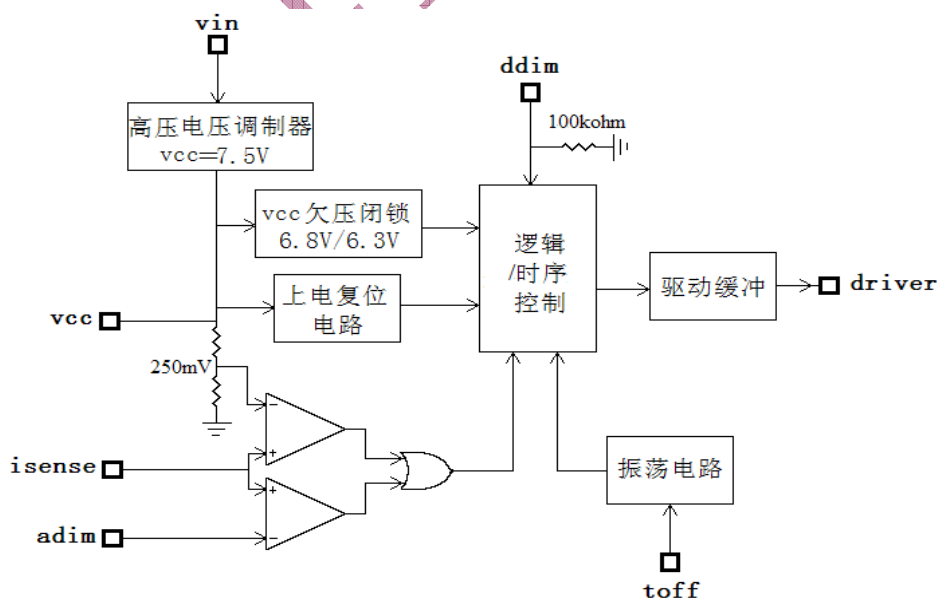 vin
ddim
100kohm
高压电压调制器
vcc=7.5V
vcc欠压闭锁
6.8V/6.3V
逻辑
/时序
控制
上电复位
电路
驱动缓冲
driver
vcc
250mV
isense
振荡电路
adim
toff